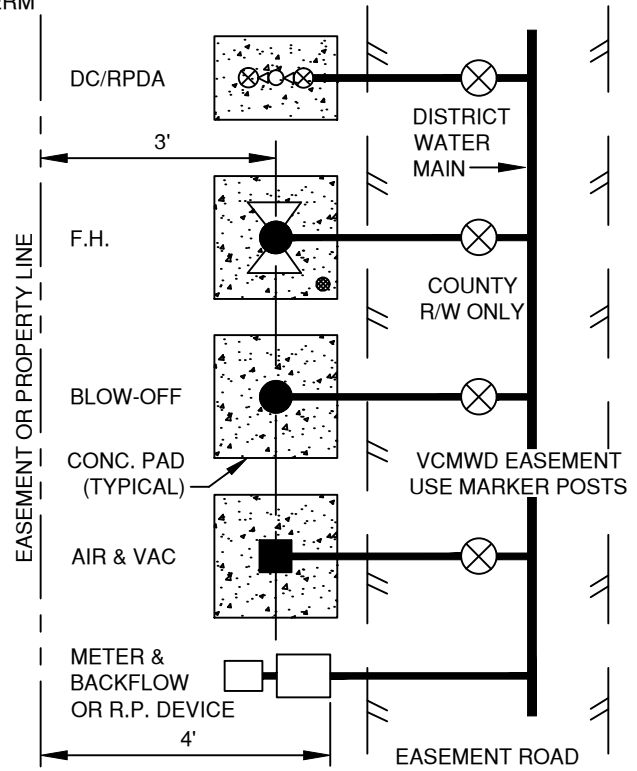 DC/RPDA
3'
DISTRICT
WATER
MAIN
F.H.
EASEMENT OR PROPERTY LINE
COUNTY
R/W ONLY
BLOW-OFF
CONC. PAD
(TYPICAL)
VCMWD EASEMENT
USE MARKER POSTS
AIR & VAC
METER &
BACKFLOW
OR R.P. DEVICE
4'
EASEMENT ROAD